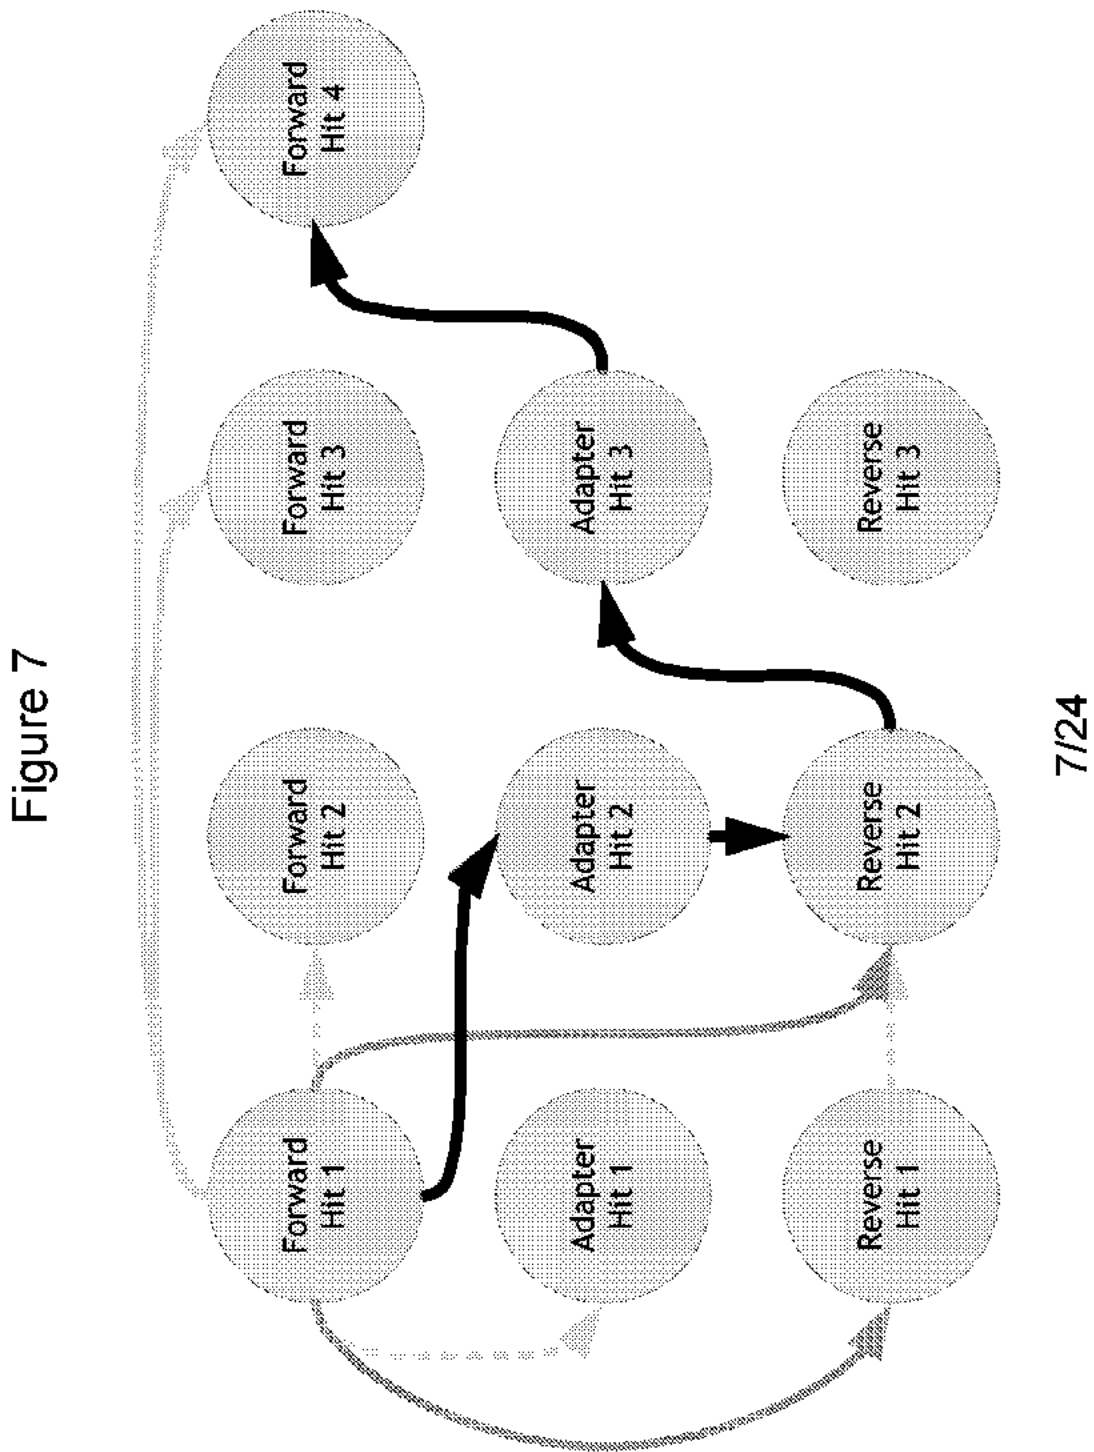 Figure 7
Forward
Hit 1
Forward
Hit 2
Forward
Hit 3
Forward
Hit 4
Adapter
Hit 1
Adapter
Hit 2
Adapter
Hit 3
Reverse
Hit 1
Reverse
Hit 2
Reverse
Hit 3
7/24